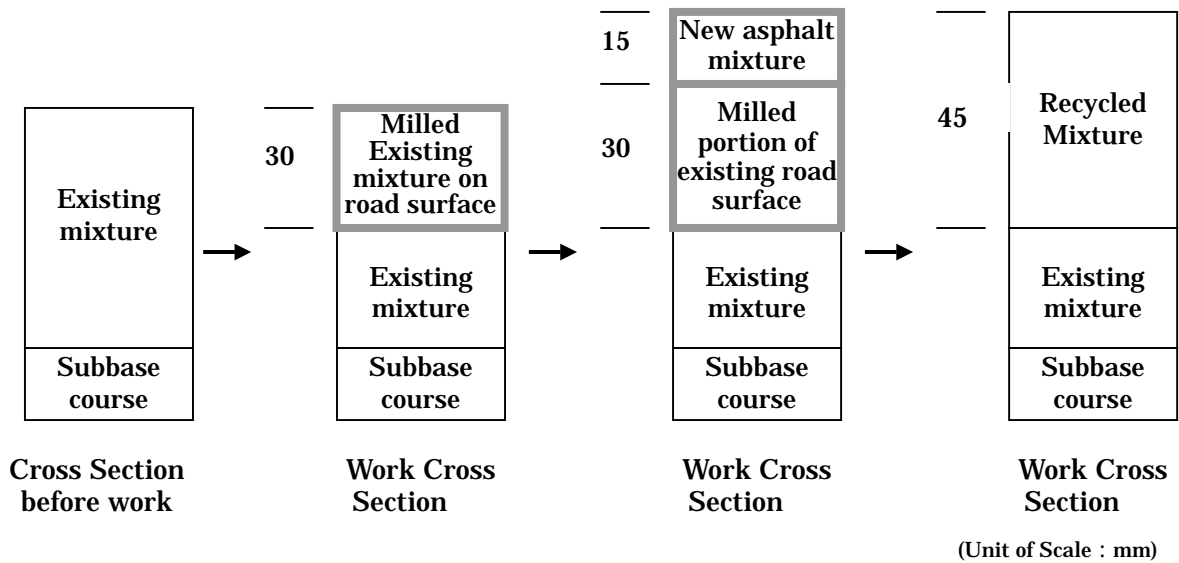 Existing
mixture
Subbase
course
Cross Section
before work
30
Milled
Existing
mixture on
road surface
Existing
mixture
Subbase
course
Work Cross
Section
15
30
New asphalt
mixture
Milled
portion of
existing road
surface
Existing
mixture
Subbase
course
Work Cross
Section
45
Recycled
Mixture
Existing
mixture
Subbase
course
Work Cross
Section
(Unit of Scale : mm)